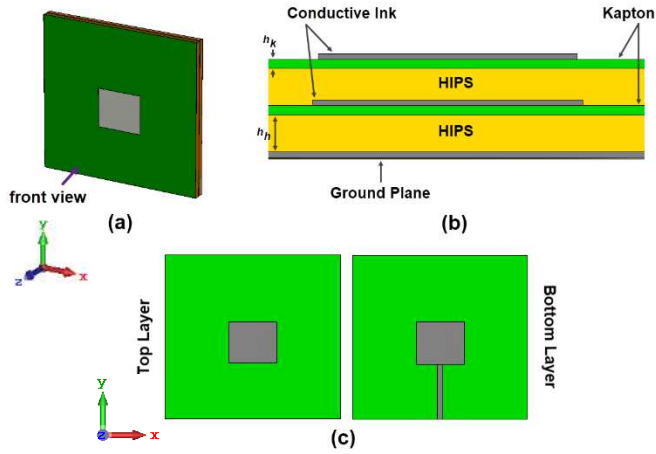 Conductive Ink
Kapton
h_k
HIPS
h_h
HIPS
Ground Plane
front view
(a)
(b)
y
z
x
Top Layer
Bottom Layer
y
z
x
(c)